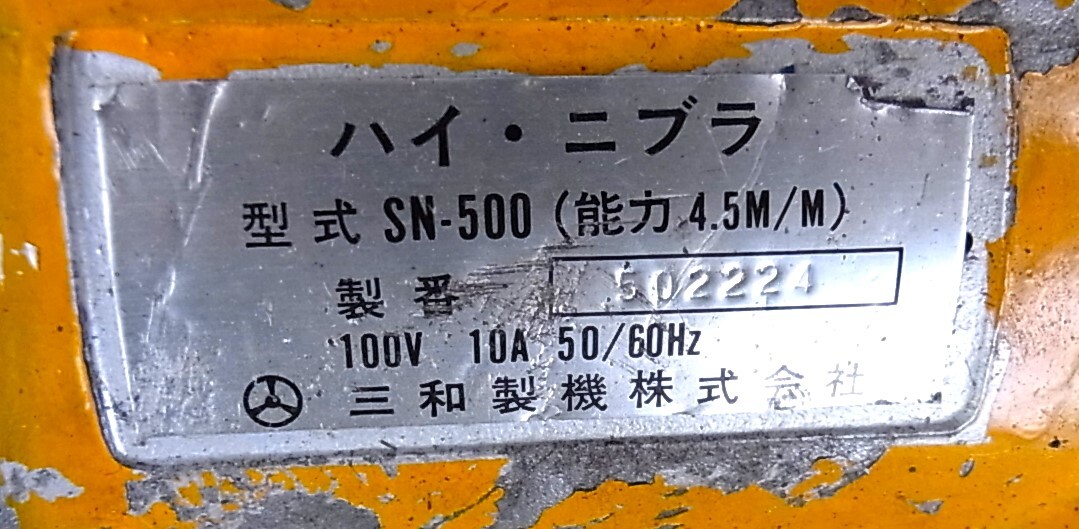 ハイ・ニブラ
型式 SN-500 (能力 4.5M/M)
製番 502224
100V 10A 50/60Hz
三和製機株式会社